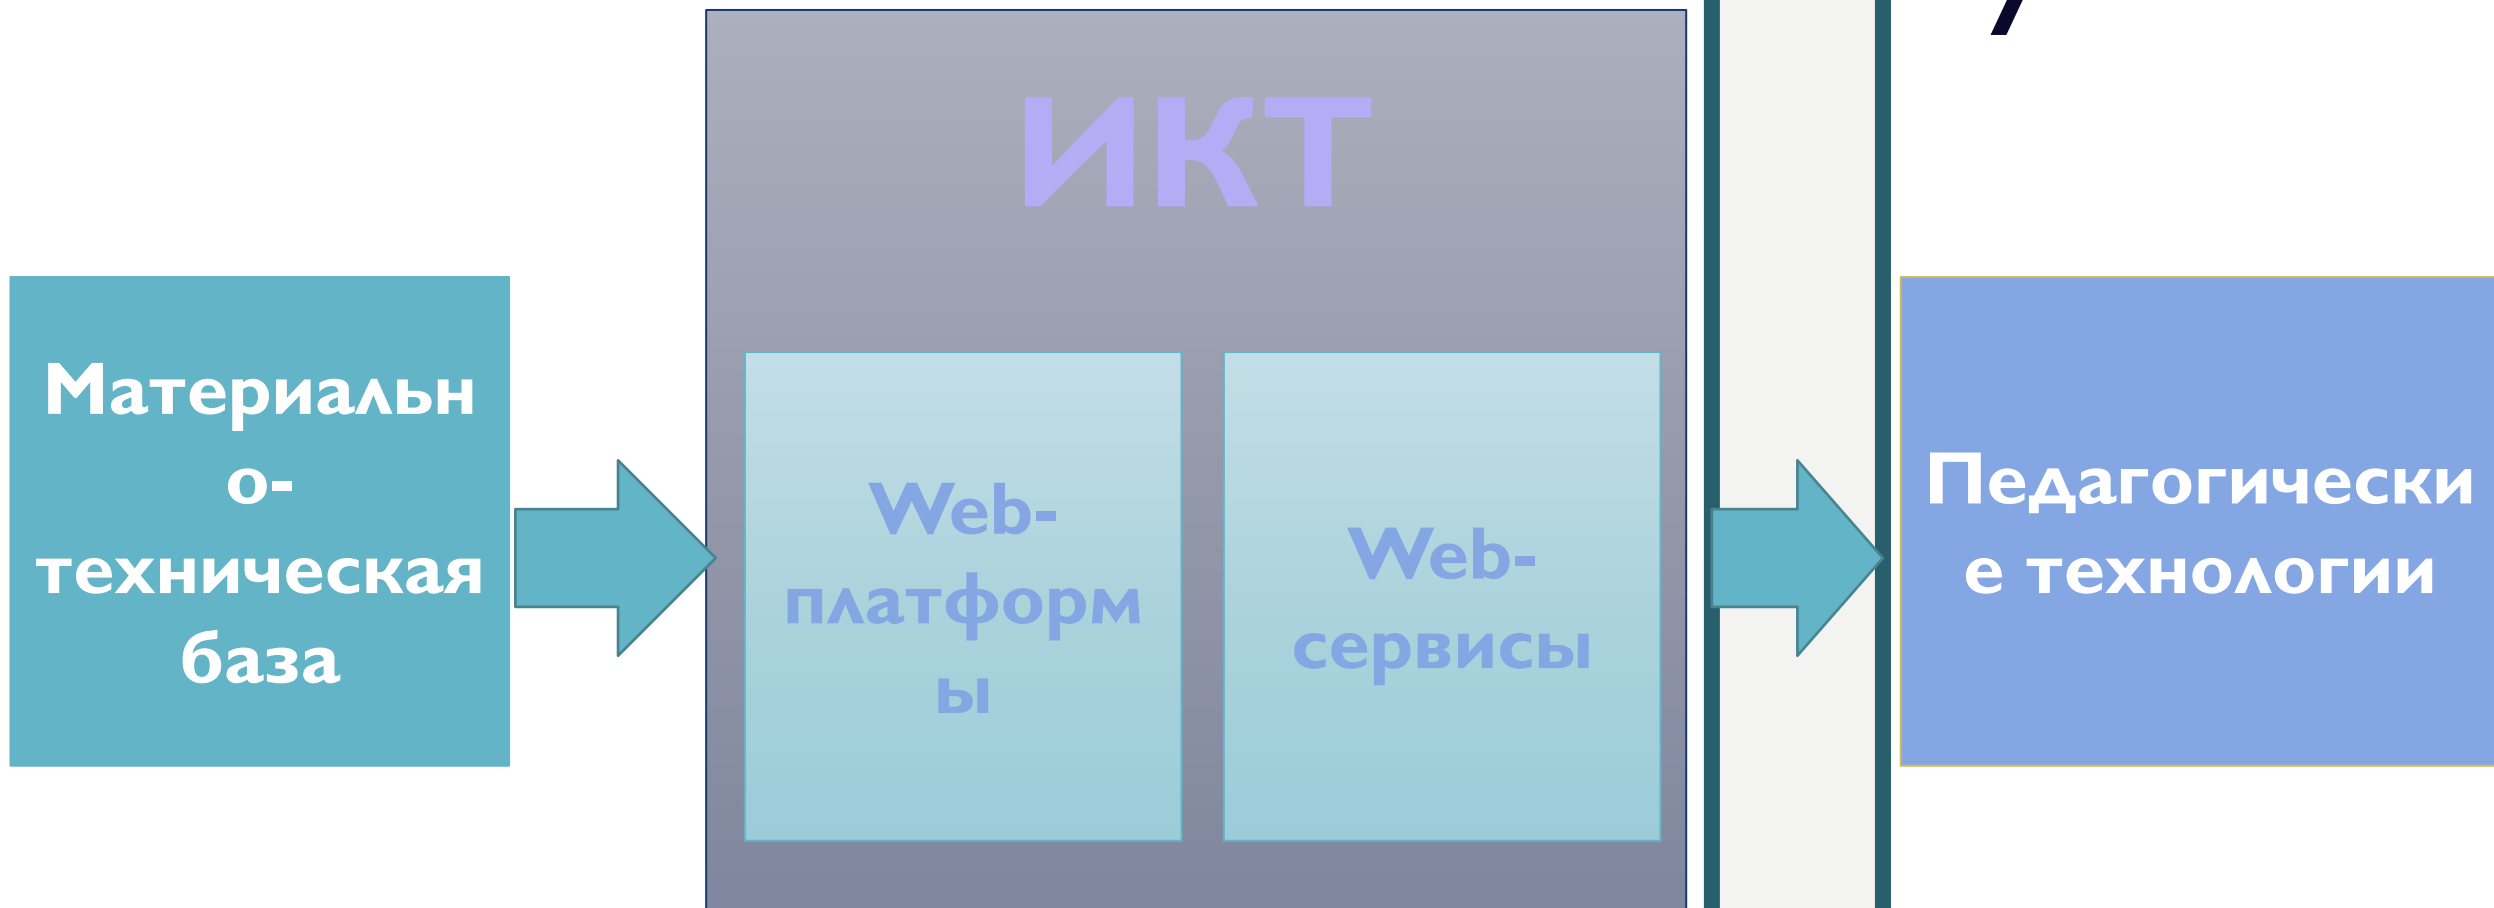 ИКТ
Материальн
о-
техническая
база
Web-
платформ
ы
Web-
сервисы
Педагогически
е технологии